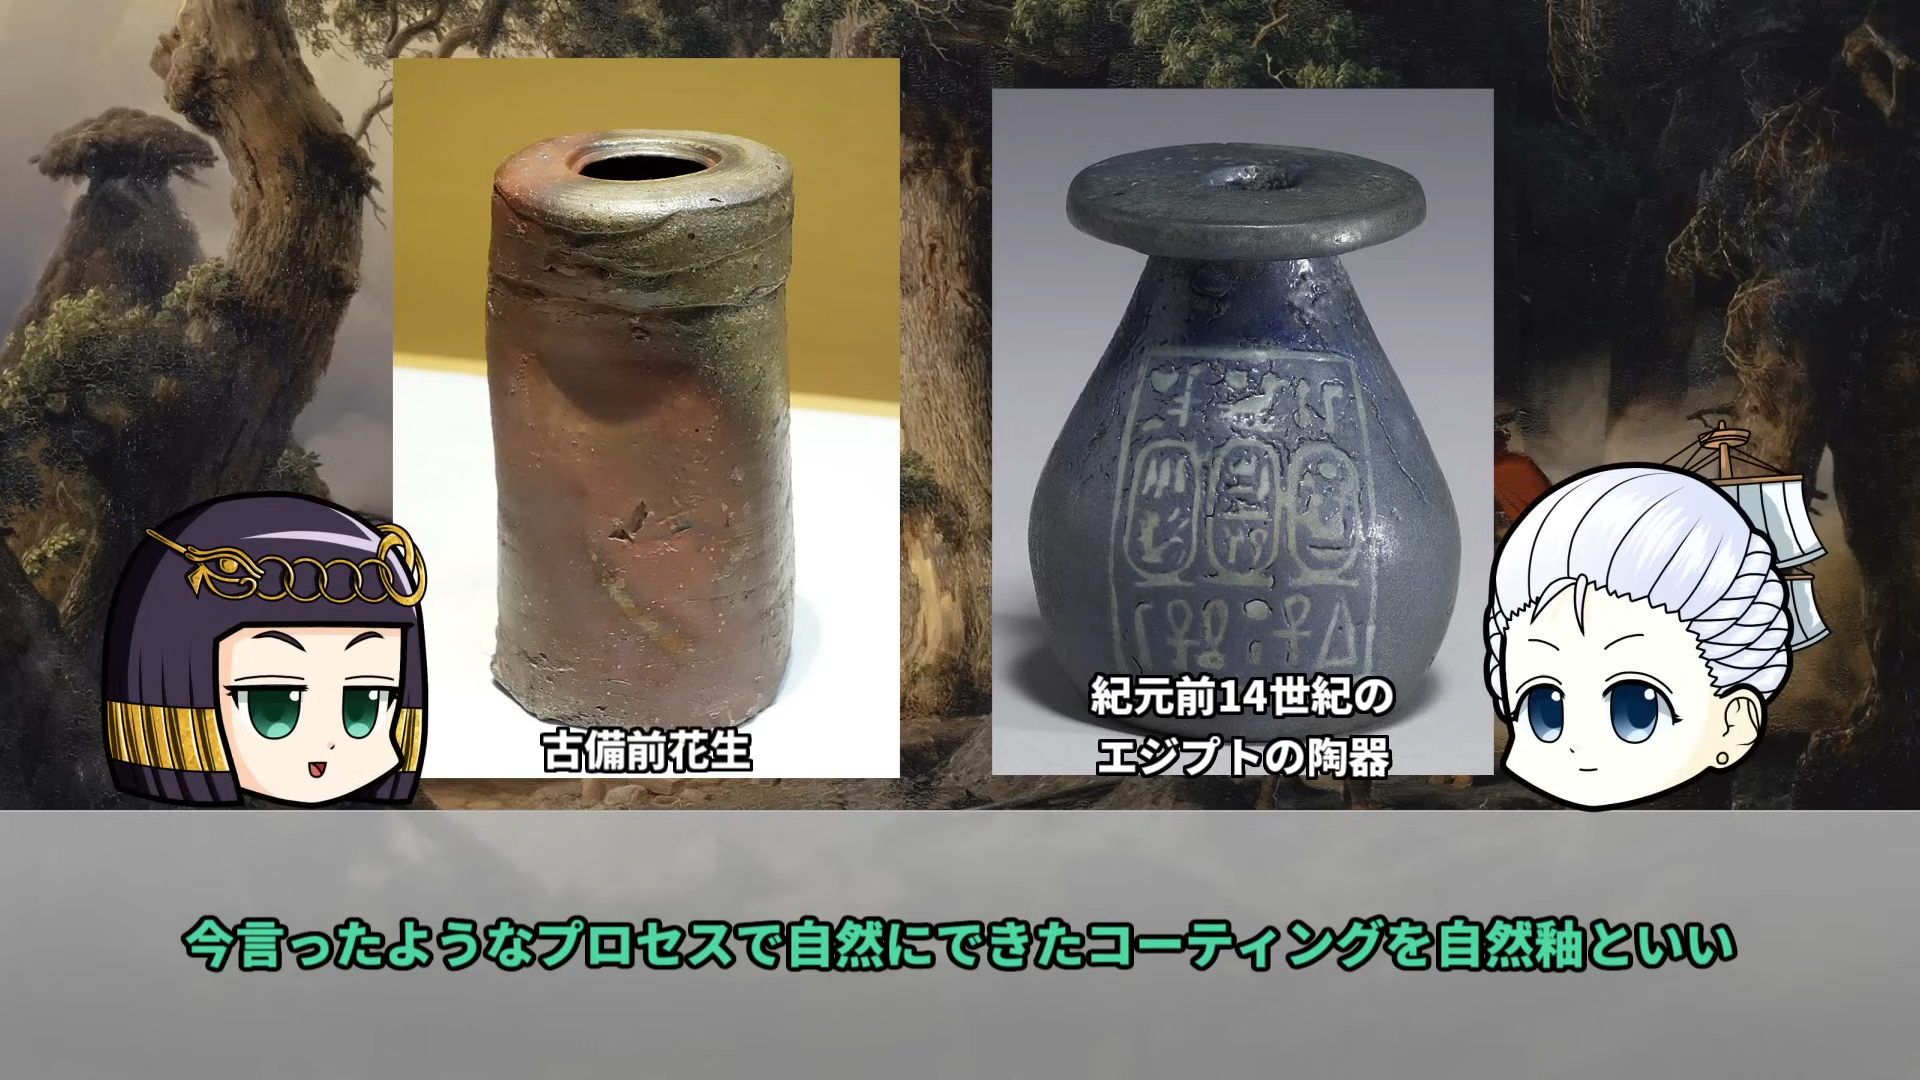 古備前花生
紀元前14世紀の
エジプトの陶器
今言ったようなプロセスで自然にできたコーティングを自然釉といい